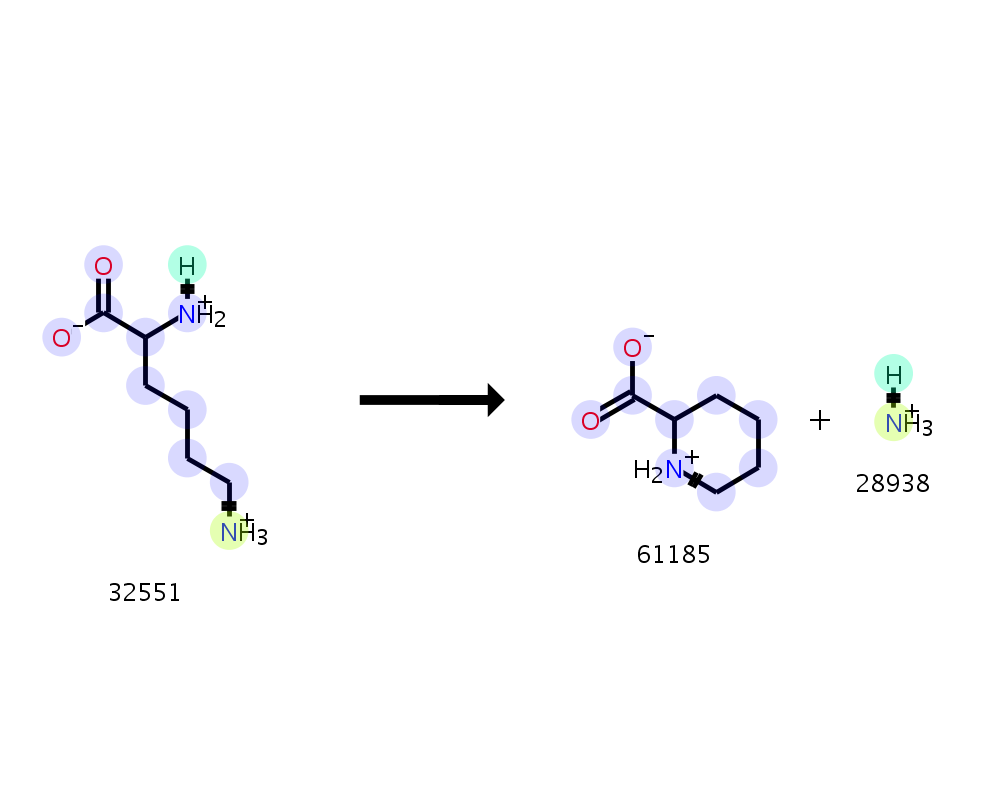 O H
O- NH2+
NH3+
32551
O-
O
H2N+
61185
+
H
NH3+
28938